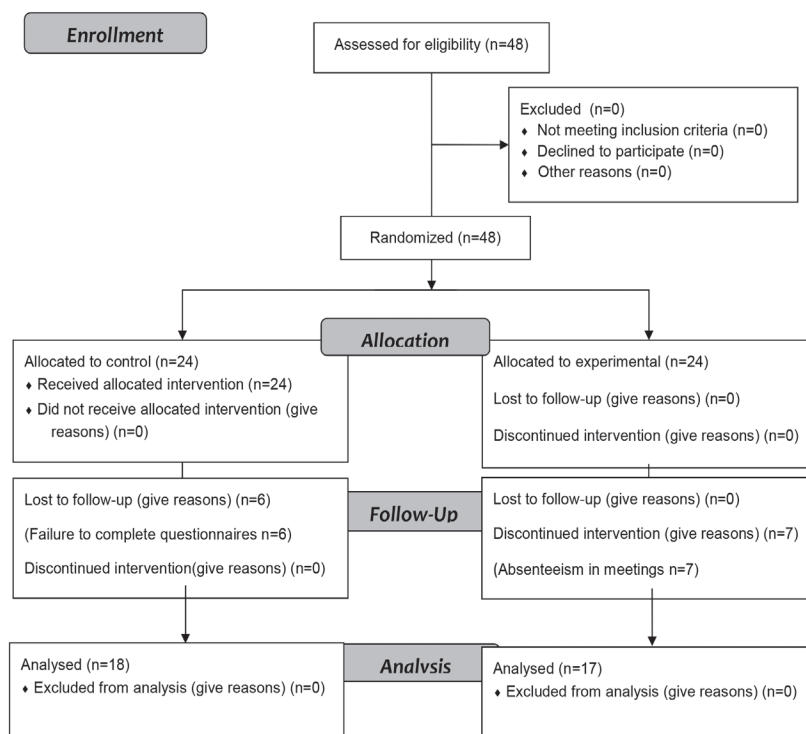 Enrollment
Assessed for eligibility (n=48)
Excluded (n=0)
♦ Not meeting inclusion criteria (n=0)
♦ Declined to participate (n=0)
♦ Other reasons (n=0)
Randomized (n=48)
Allocation
Allocated to control (n=24)
♦ Received allocated intervention (n=24)
♦ Did not receive allocated intervention (give
reasons) (n=0)
Allocated to experimental (n=24)
Lost to follow-up (give reasons) (n=0)
Discontinued intervention (give reasons) (n=0)
Follow-Up
Lost to follow-up (give reasons) (n=6)
(Failure to complete questionnaires n=6)
Discontinued intervention(give reasons) (n=0)
Lost to follow-up (give reasons) (n=0)
Discontinued intervention (give reasons) (n=7)
(Absenteeism in meetings n=7)
Analysis
Analysed (n=18)
♦ Excluded from analysis (give reasons) (n=0)
Analysed (n=17)
♦ Excluded from analysis (give reasons) (n=0)